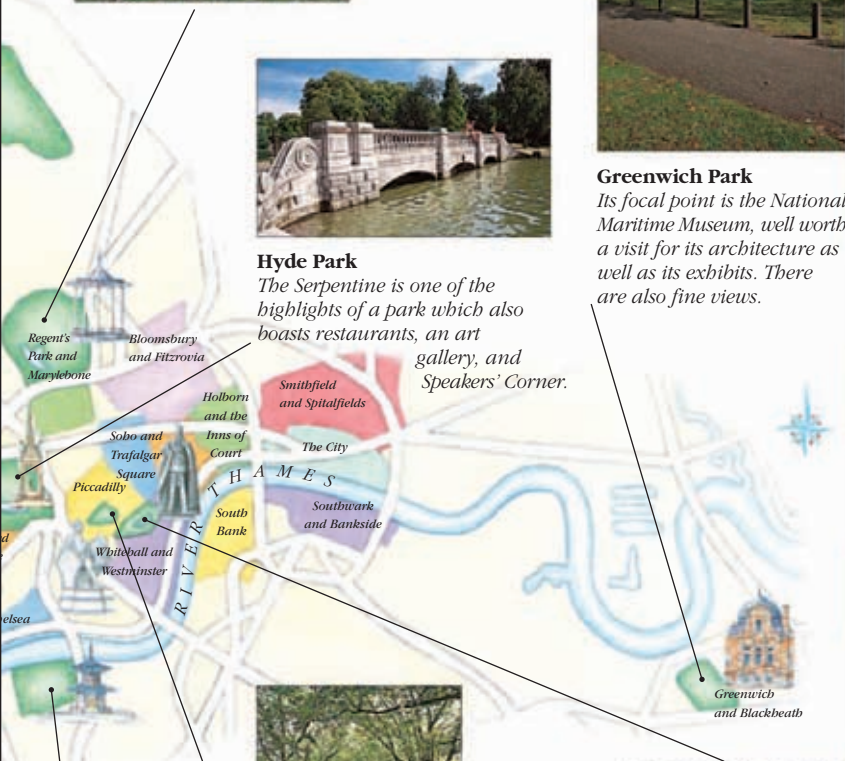 Greenwich Park
Its focal point is the National
Maritime Museum, well worth
a visit for its architecture as
well as its exhibits. There
are also fine views.
Hyde Park
The Serpentine is one of the
highlights of a park which also
boasts restaurants, an art
gallery, and
Speakers' Corner.
Regent's
Park and
Marylebone
Bloomsbury
and Fitzrovia
Holborn
and the
Inns of
Court
Smithfield
and Spitalfields
Soho and
Trafalgar
Square
The City
Piccadilly
RIVER THAMES
South
Bank
Southwark
and Bankside
Whitehall and
Westminster
Greenwich
and Blackheath